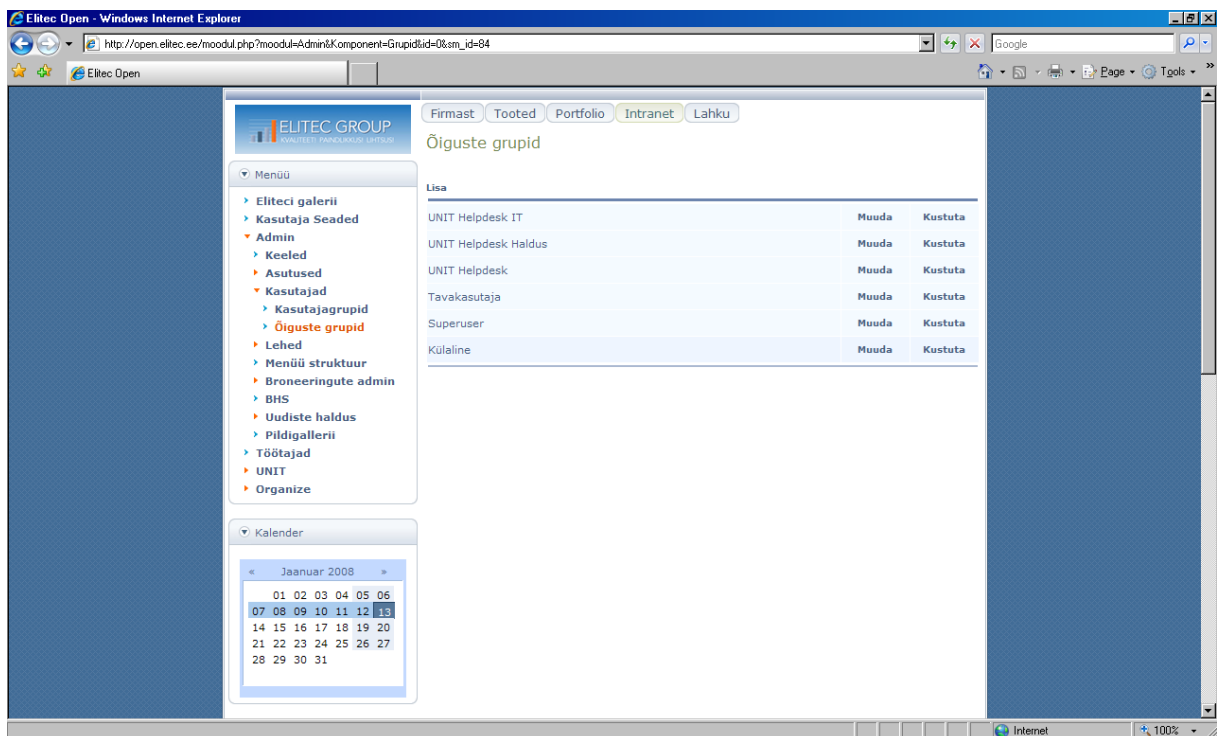 Elitec Open - Windows Internet Explorer
http://open.elitec.ee/moodul.php?moodul=Admin&Komponent=Grupid&id=0&sm_id=84
Google
Elitec Open
Page
Tools
»
ELITEC GROUP
KVALITEETI PAINDLIKKUSI LIHTSUSI
Firmast Tooted Portfolio Intranet Lahku
Õiguste grupid
Menüü
Eliteci galerii
Kasutaja Seaded
Admin
Keeled
Asutused
Kasutajad
Kasutajagrupid
Õiguste grupid
Lehed
Menüü struktuur
Broneeringute admin
BHS
Uudiste haldus
Pildigallerii
Töötajad
UNIT
Organize
Lisa
UNIT Helpdesk IT Muuda Kustuta
UNIT Helpdesk Haldus Muuda Kustuta
UNIT Helpdesk Muuda Kustuta
Tavakasutaja Muuda Kustuta
Superuser Muuda Kustuta
Külaline Muuda Kustuta
Kalender
« Jaanuar 2008 »
01 02 03 04 05 06
07 08 09 10 11 12 13
14 15 16 17 18 19 20
21 22 23 24 25 26 27
28 29 30 31
Internet
100%